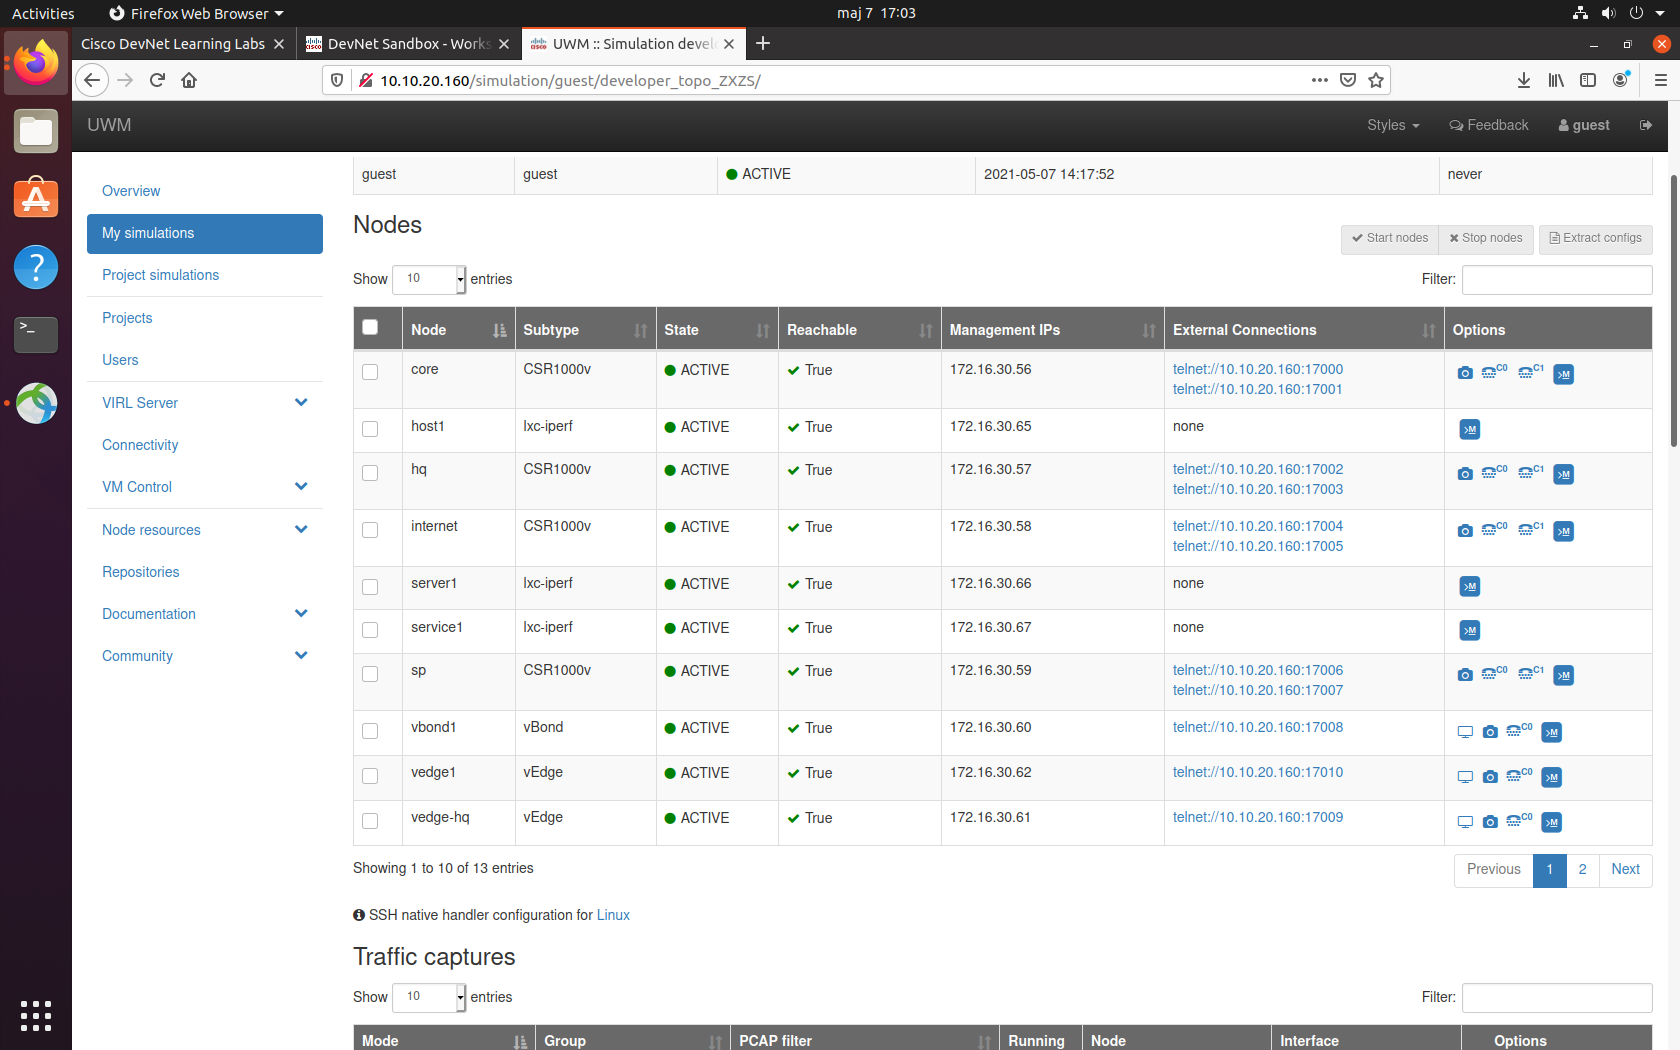 Activities Firefox Web Browser maj 7 17:03
Cisco DevNet Learning Labs DevNet Sandbox - Works UWM :: Simulation devel
10.10.20.160/simulation/guest/developer_topo_ZXZS/
UWM Styles Feedback guest
Overview
My simulations
Project simulations
Projects
Users
VIRL Server
Connectivity
VM Control
Node resources
Repositories
Documentation
Community
guest guest ACTIVE 2021-05-07 14:17:52 never
Nodes
Start nodes Stop nodes Extract configs
Show 10 entries Filter:
Node Subtype State Reachable Management IPs External Connections Options
core CSR1000v ACTIVE True 172.16.30.56 telnet://10.10.20.160:17000 C0 C1 >M
telnet://10.10.20.160:17001
host1 lxc-iperf ACTIVE True 172.16.30.65 none >M
hq CSR1000v ACTIVE True 172.16.30.57 telnet://10.10.20.160:17002 C0 C1 >M
telnet://10.10.20.160:17003
internet CSR1000v ACTIVE True 172.16.30.58 telnet://10.10.20.160:17004 C0 C1 >M
telnet://10.10.20.160:17005
server1 lxc-iperf ACTIVE True 172.16.30.66 none >M
service1 lxc-iperf ACTIVE True 172.16.30.67 none >M
sp CSR1000v ACTIVE True 172.16.30.59 telnet://10.10.20.160:17006 C0 C1 >M
telnet://10.10.20.160:17007
vbond1 vBond ACTIVE True 172.16.30.60 telnet://10.10.20.160:17008 C0 >M
vedge1 vEdge ACTIVE True 172.16.30.62 telnet://10.10.20.160:17010 C0 >M
vedge-hq vEdge ACTIVE True 172.16.30.61 telnet://10.10.20.160:17009 C0 >M
Showing 1 to 10 of 13 entries Previous 1 2 Next
SSH native handler configuration for Linux
Traffic captures
Show 10 entries Filter:
Mode Group PCAP filter Running Node Interface Options